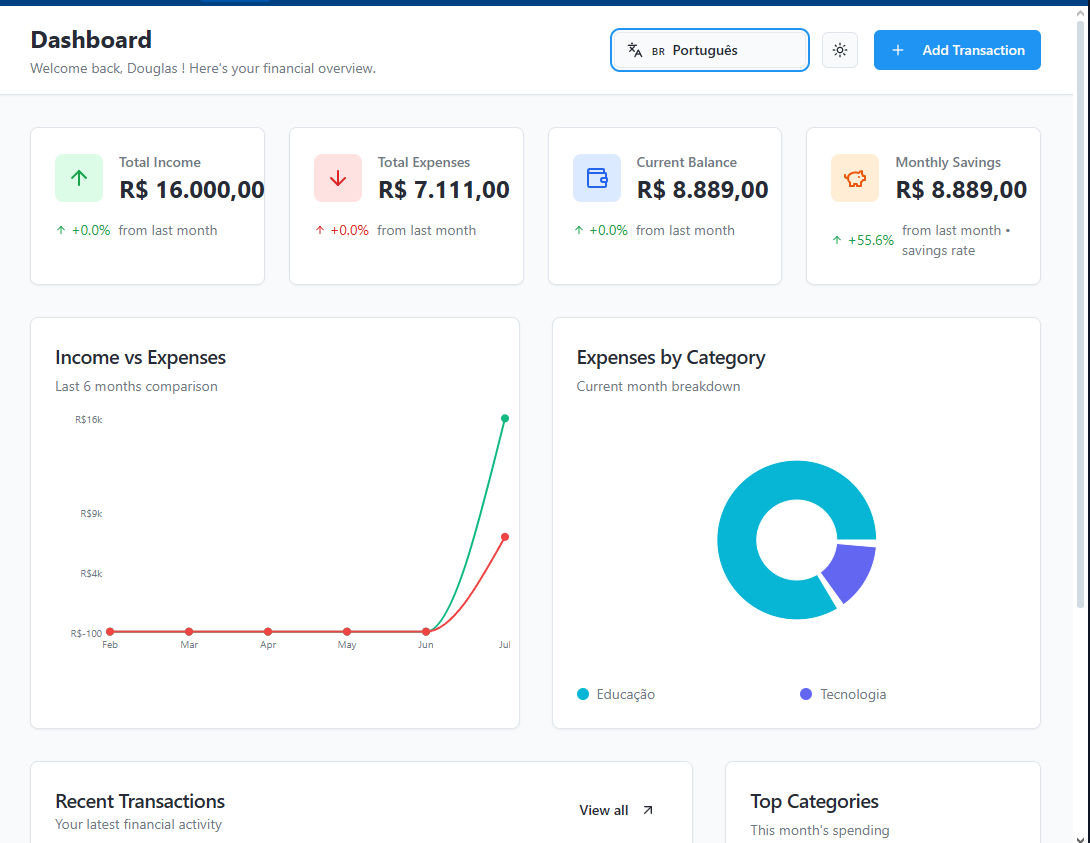 Dashboard
Welcome back, Douglas ! Here's your financial overview.
BR Português
Add Transaction
Total Income
R$ 16.000,00
+0.0% from last month
Total Expenses
R$ 7.111,00
+0.0% from last month
Current Balance
R$ 8.889,00
+0.0% from last month
Monthly Savings
R$ 8.889,00
+55.6% from last month •
savings rate
Income vs Expenses
Last 6 months comparison
R$16k
R$9k
R$4k
R$-100
Feb Mar Apr May Jun Jul
Expenses by Category
Current month breakdown
Educação
Tecnologia
Recent Transactions
Your latest financial activity
View all
Top Categories
This month's spending